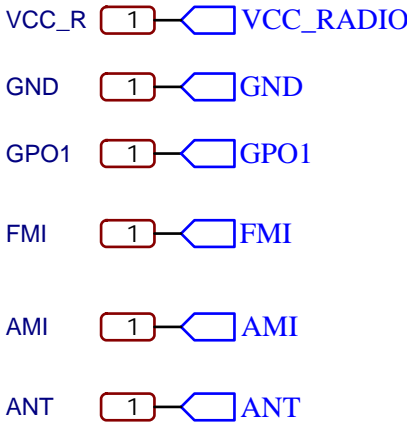 VCC_R 1 VCC_RADIO
GND 1 GND
GPO1 1 GPO1
FMI 1 FMI
AMI 1 AMI
ANT 1 ANT